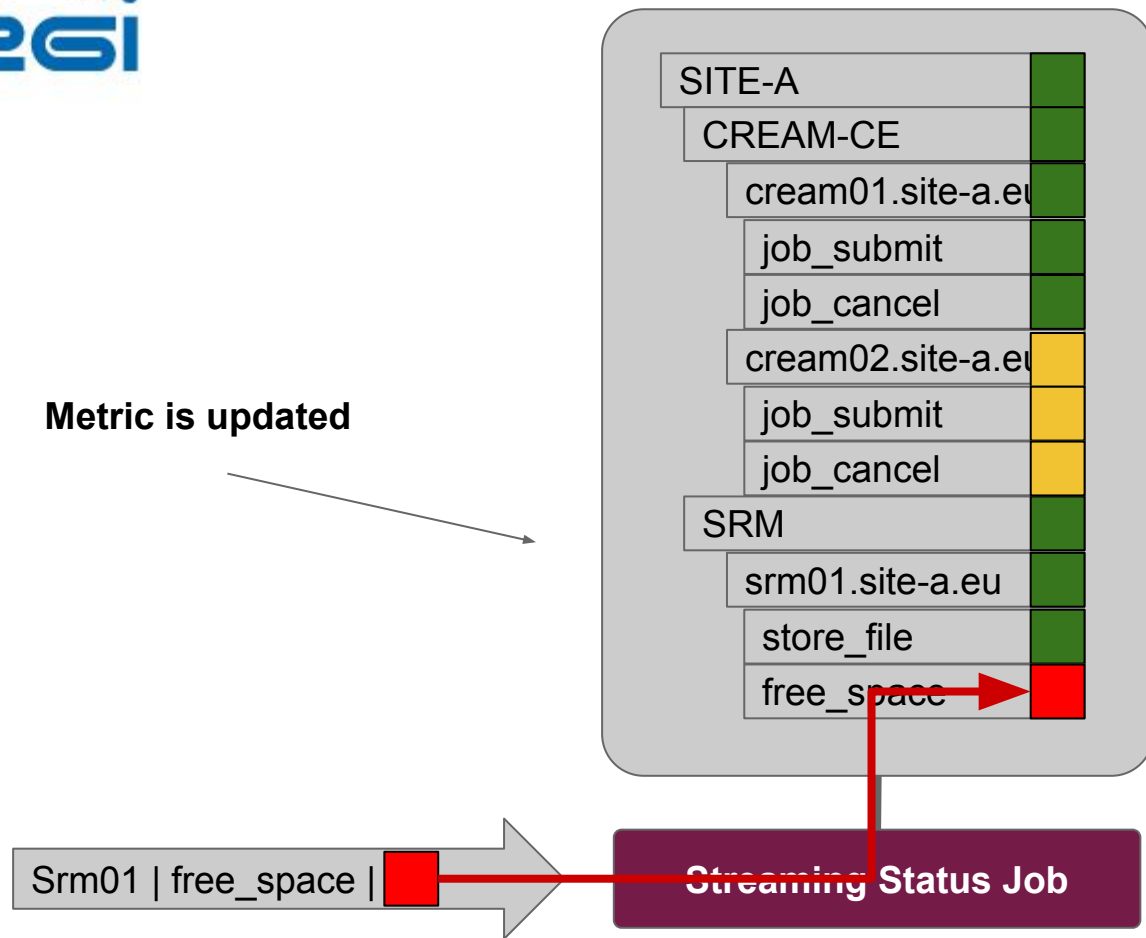 SITE-A
CREAM-CE
cream01.site-a.eu
job_submit
job_cancel
cream02.site-a.eu
job_submit
job_cancel
Metric is updated
SRM
srm01.site-a.eu
store_file
free_space
Srm01 | free_space |
Streaming Status Job